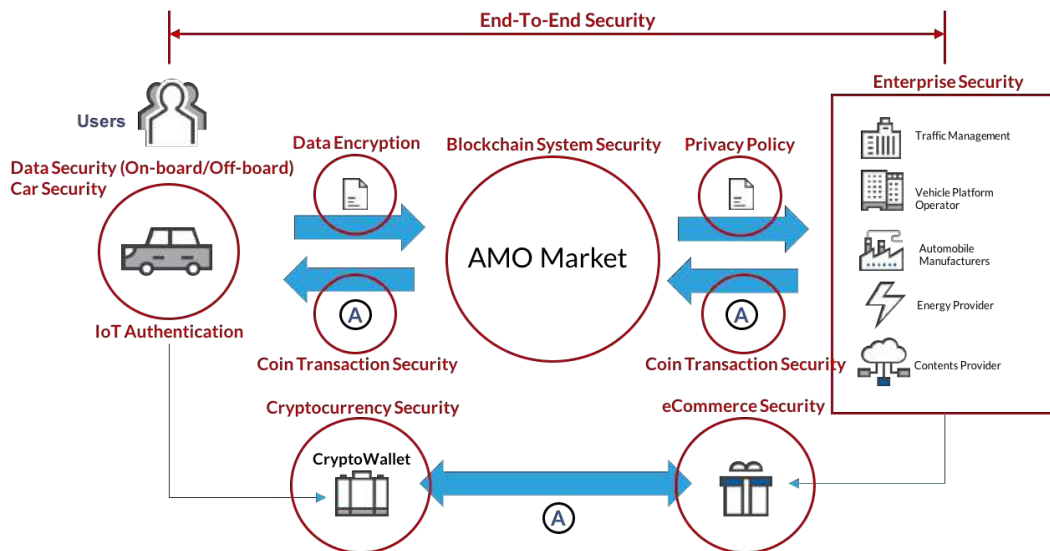 End-To-End Security
Enterprise Security
Users
Data Security (On-board/Off-board)
Car Security
Data Encryption
Blockchain System Security
Privacy Policy
Traffic Management
Vehicle Platform
Operator
AMO Market
Automobile
Manufacturers
A
A
Energy Provider
IoT Authentication
Coin Transaction Security
Coin Transaction Security
Contents Provider
Cryptocurrency Security
eCommerce Security
CryptoWallet
A